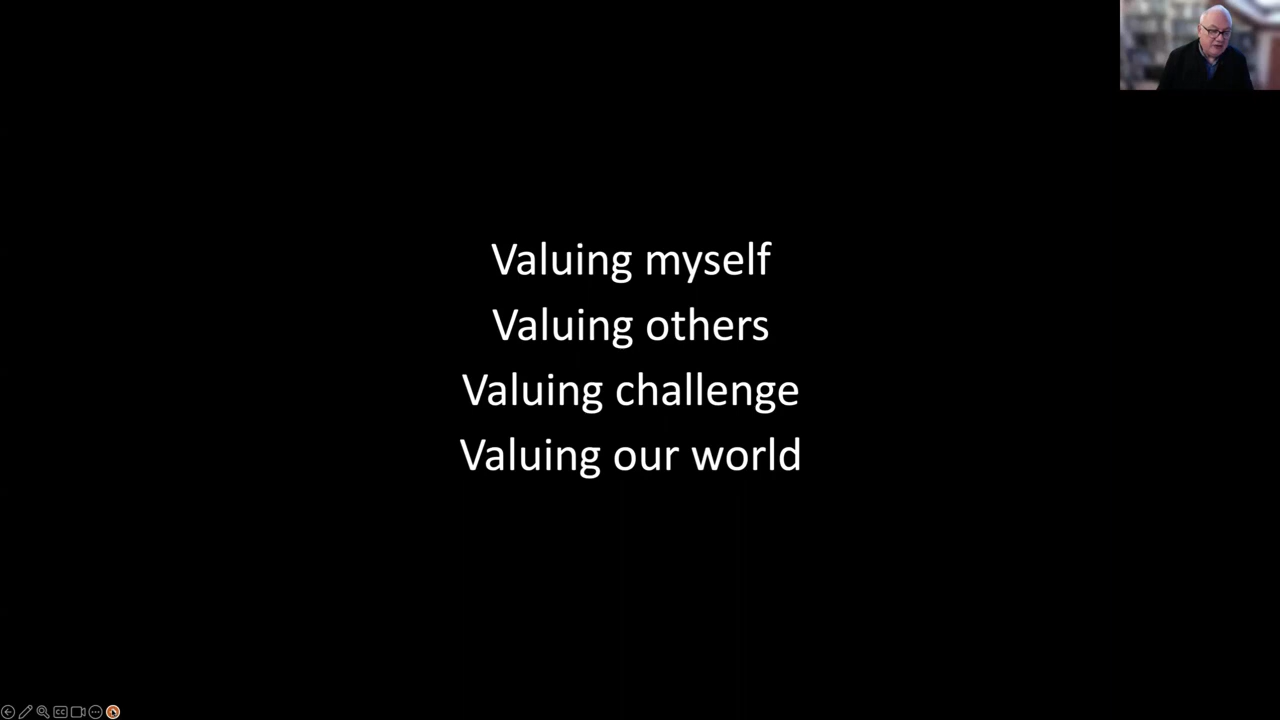 Valuing myself
Valuing others
Valuing challenge
Valuing our world